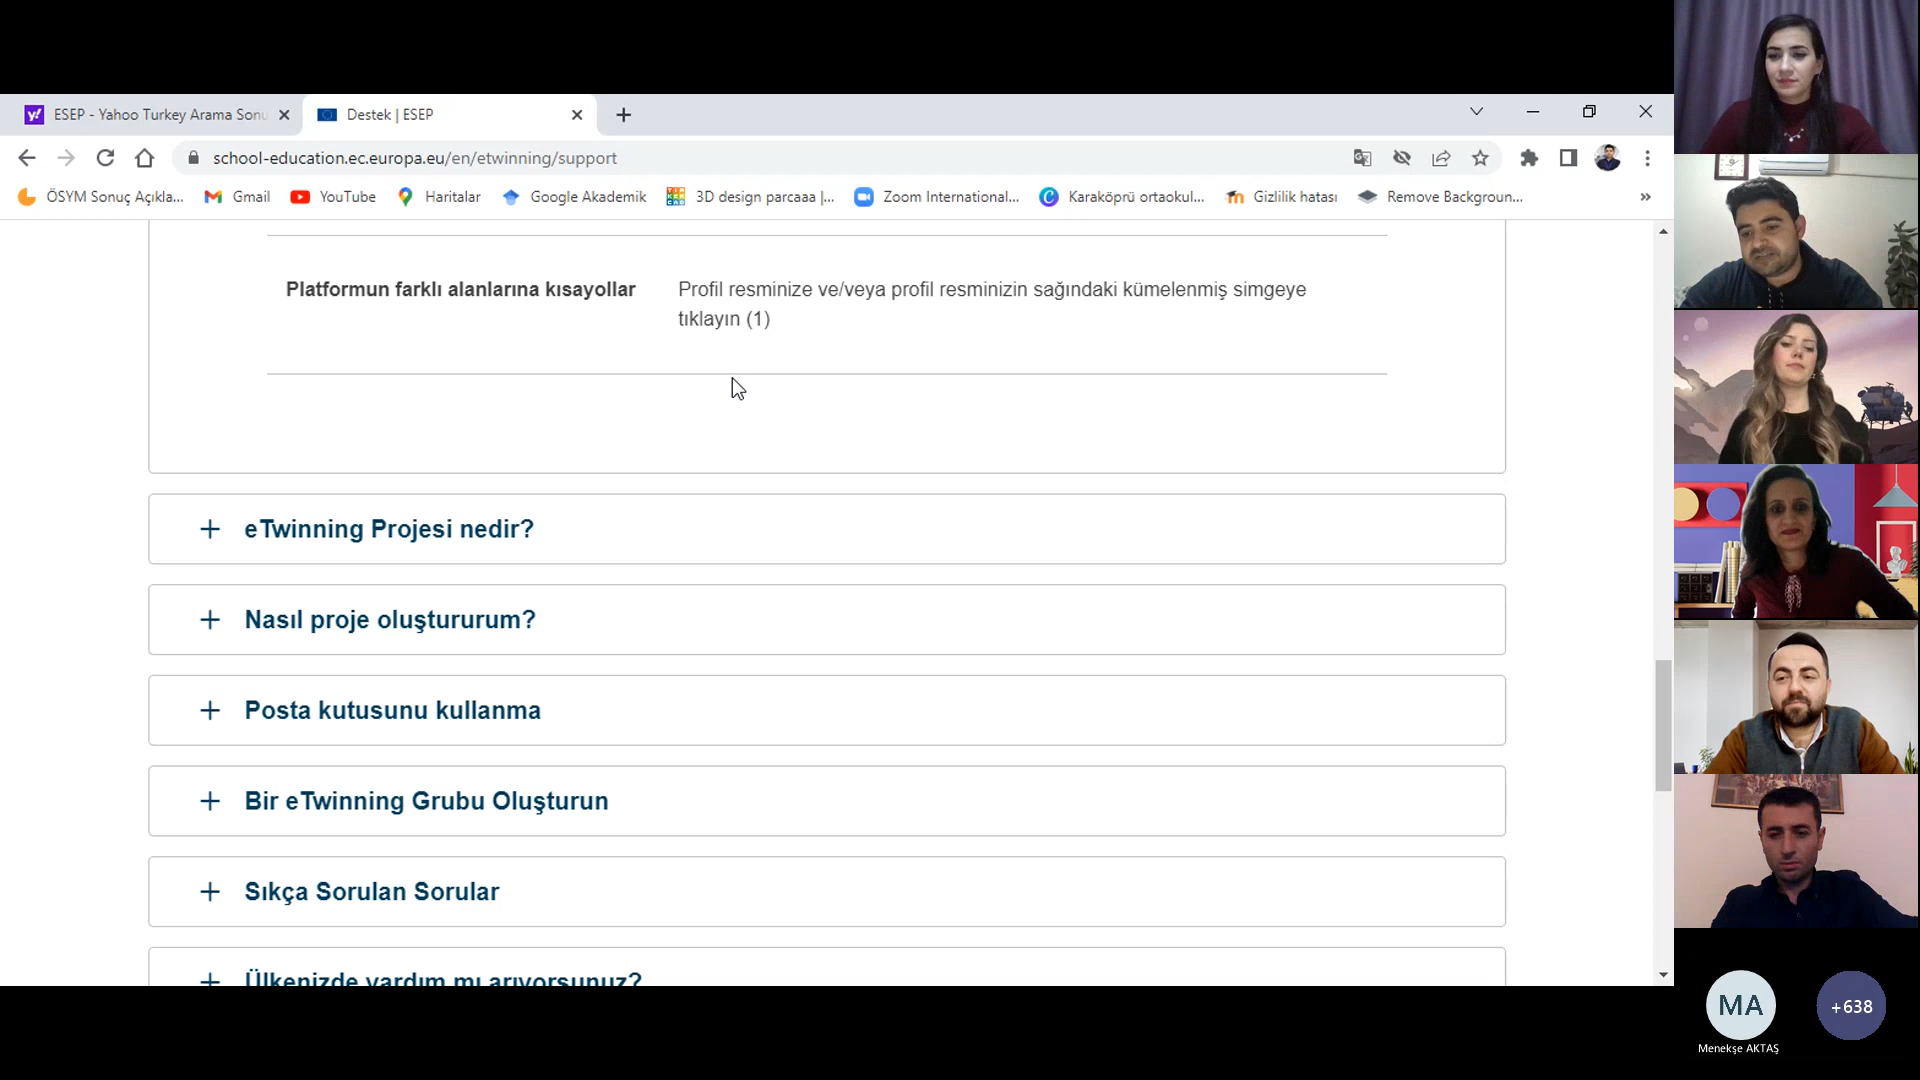 ESEP - Yahoo Turkey Arama Sonu
Destek | ESEP
school-education.ec.europa.eu/en/etwinning/support
ÖSYM Sonuç Açıkla...
Gmail
YouTube
Haritalar
Google Akademik
3D design parcaaa |...
Zoom International...
Karaköprü ortaokul...
Gizlilik hatası
Remove Backgroun...
»
Platformun farklı alanlarına kısayollar
Profil resminize ve/veya profil resminizin sağındaki kümelenmiş simgeye
tıklayın (1)
+ eTwinning Projesi nedir?
+ Nasıl proje oluştururum?
+ Posta kutusunu kullanma
+ Bir eTwinning Grubu Oluşturun
+ Sıkça Sorulan Sorular
+ Ülkenizde yardım mı arıyorsunuz?
MA
+638
Menekşe AKTAŞ